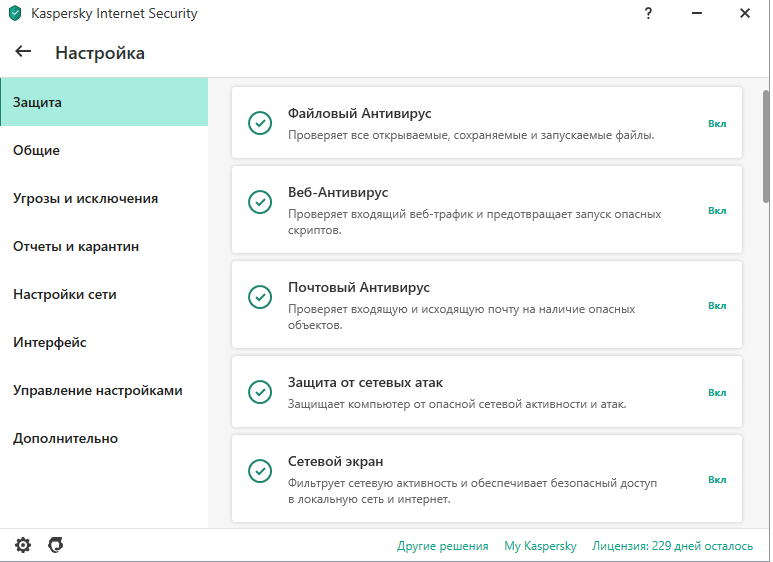 Kaspersky Internet Security
?
Настройка
Защита
Общие
Угрозы и исключения
Отчеты и карантин
Настройки сети
Интерфейс
Управление настройками
Дополнительно
Файловый Антивирус
Проверяет все открываемые, сохраняемые и запускаемые файлы.
Вкл
Веб-Антивирус
Проверяет входящий веб-трафик и предотвращает запуск опасных
скриптов.
Вкл
Почтовый Антивирус
Проверяет входящую и исходящую почту на наличие опасных
объектов.
Вкл
Защита от сетевых атак
Защищает компьютер от опасной сетевой активности и атак.
Вкл
Сетевой экран
Фильтрует сетевую активность и обеспечивает безопасный доступ
в локальную сеть и интернет.
Вкл
Другие решения My Kaspersky Лицензия: 229 дней осталось